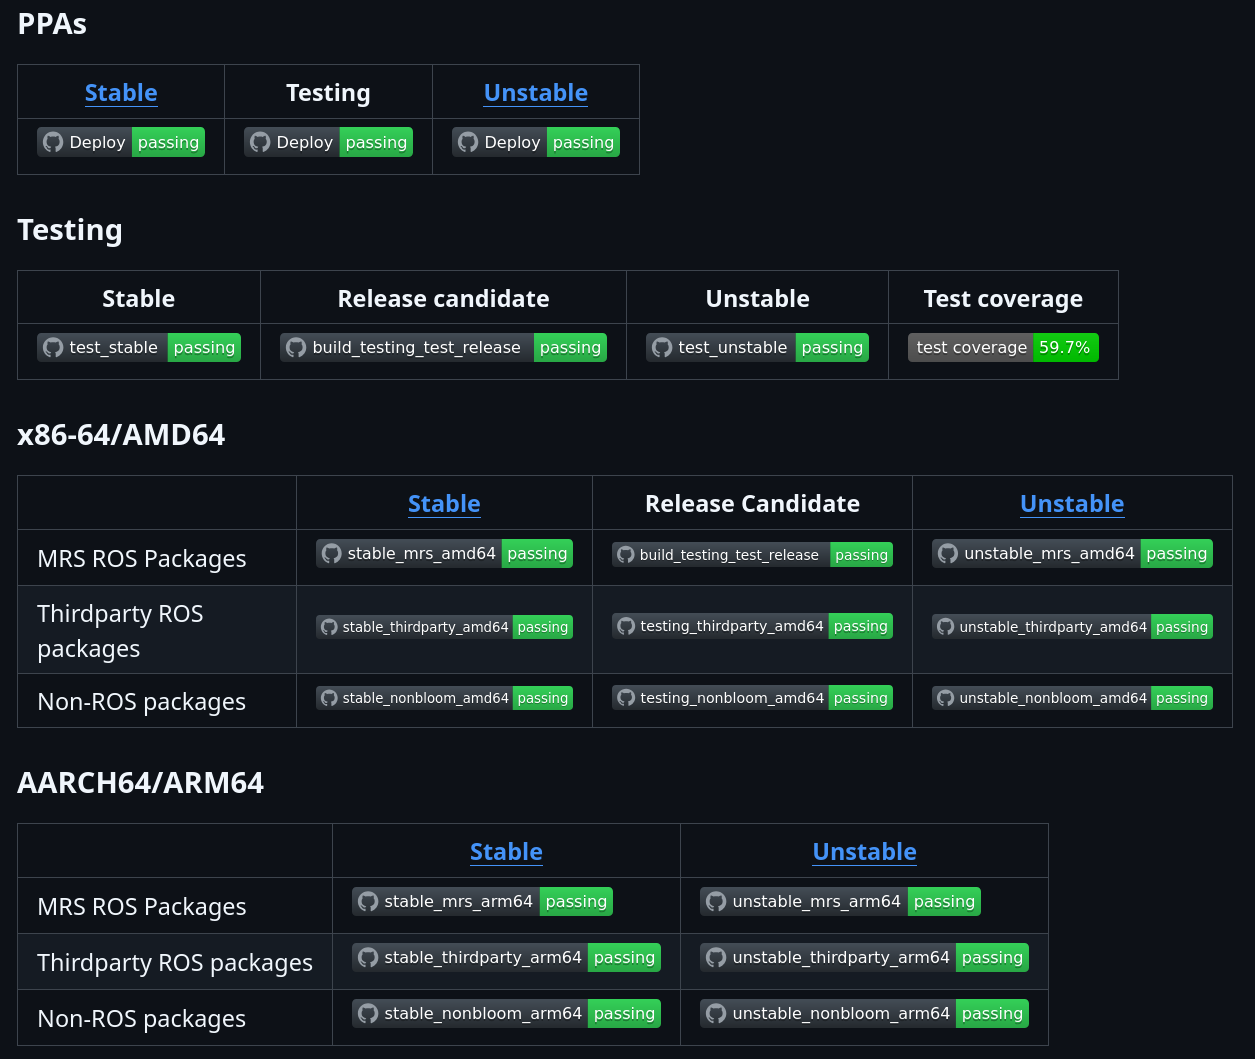 PPAs
Stable Testing Unstable
Deploy passing Deploy passing Deploy passing
Testing
Stable Release candidate Unstable Test coverage
test_stable passing build_testing_test_release passing test_unstable passing test coverage 59.7%
x86-64/AMD64
Stable Release Candidate Unstable
MRS ROS Packages stable_mrs_amd64 passing build_testing_test_release passing unstable_mrs_amd64 passing
Thirdparty ROS
packages stable_thirdparty_amd64 passing testing_thirdparty_amd64 passing unstable_thirdparty_amd64 passing
Non-ROS packages stable_nonbloom_amd64 passing testing_nonbloom_amd64 passing unstable_nonbloom_amd64 passing
AARCH64/ARM64
Stable Unstable
MRS ROS Packages stable_mrs_arm64 passing unstable_mrs_arm64 passing
Thirdparty ROS packages stable_thirdparty_arm64 passing unstable_thirdparty_arm64 passing
Non-ROS packages stable_nonbloom_arm64 passing unstable_nonbloom_arm64 passing